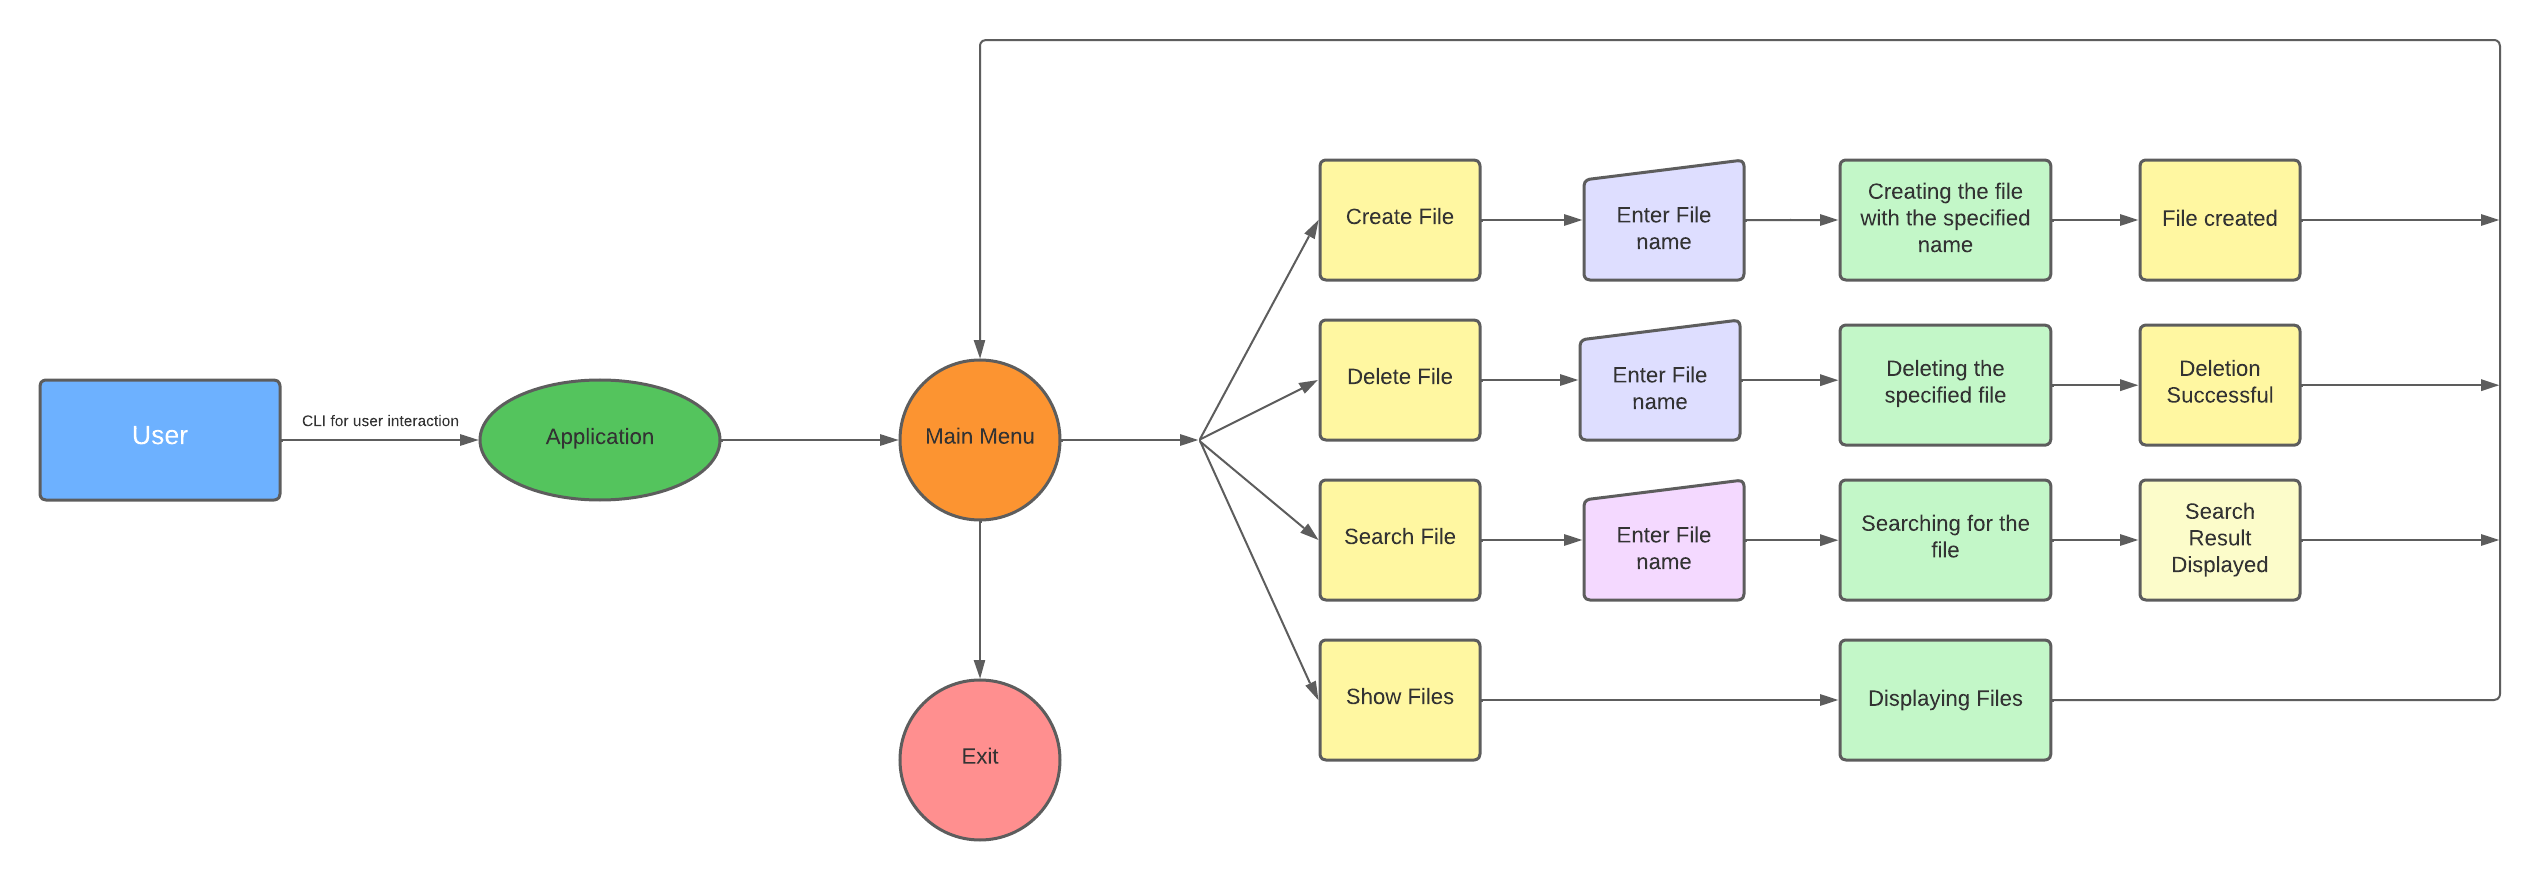 User
CLI for user interaction
Application
Main Menu
Exit
Create File
Enter File
name
Creating the file
with the specified
name
File created
Delete File
Enter File
name
Deleting the
specified file
Deletion
Successful
Search File
Enter File
name
Searching for the
file
Search
Result
Displayed
Show Files
Displaying Files